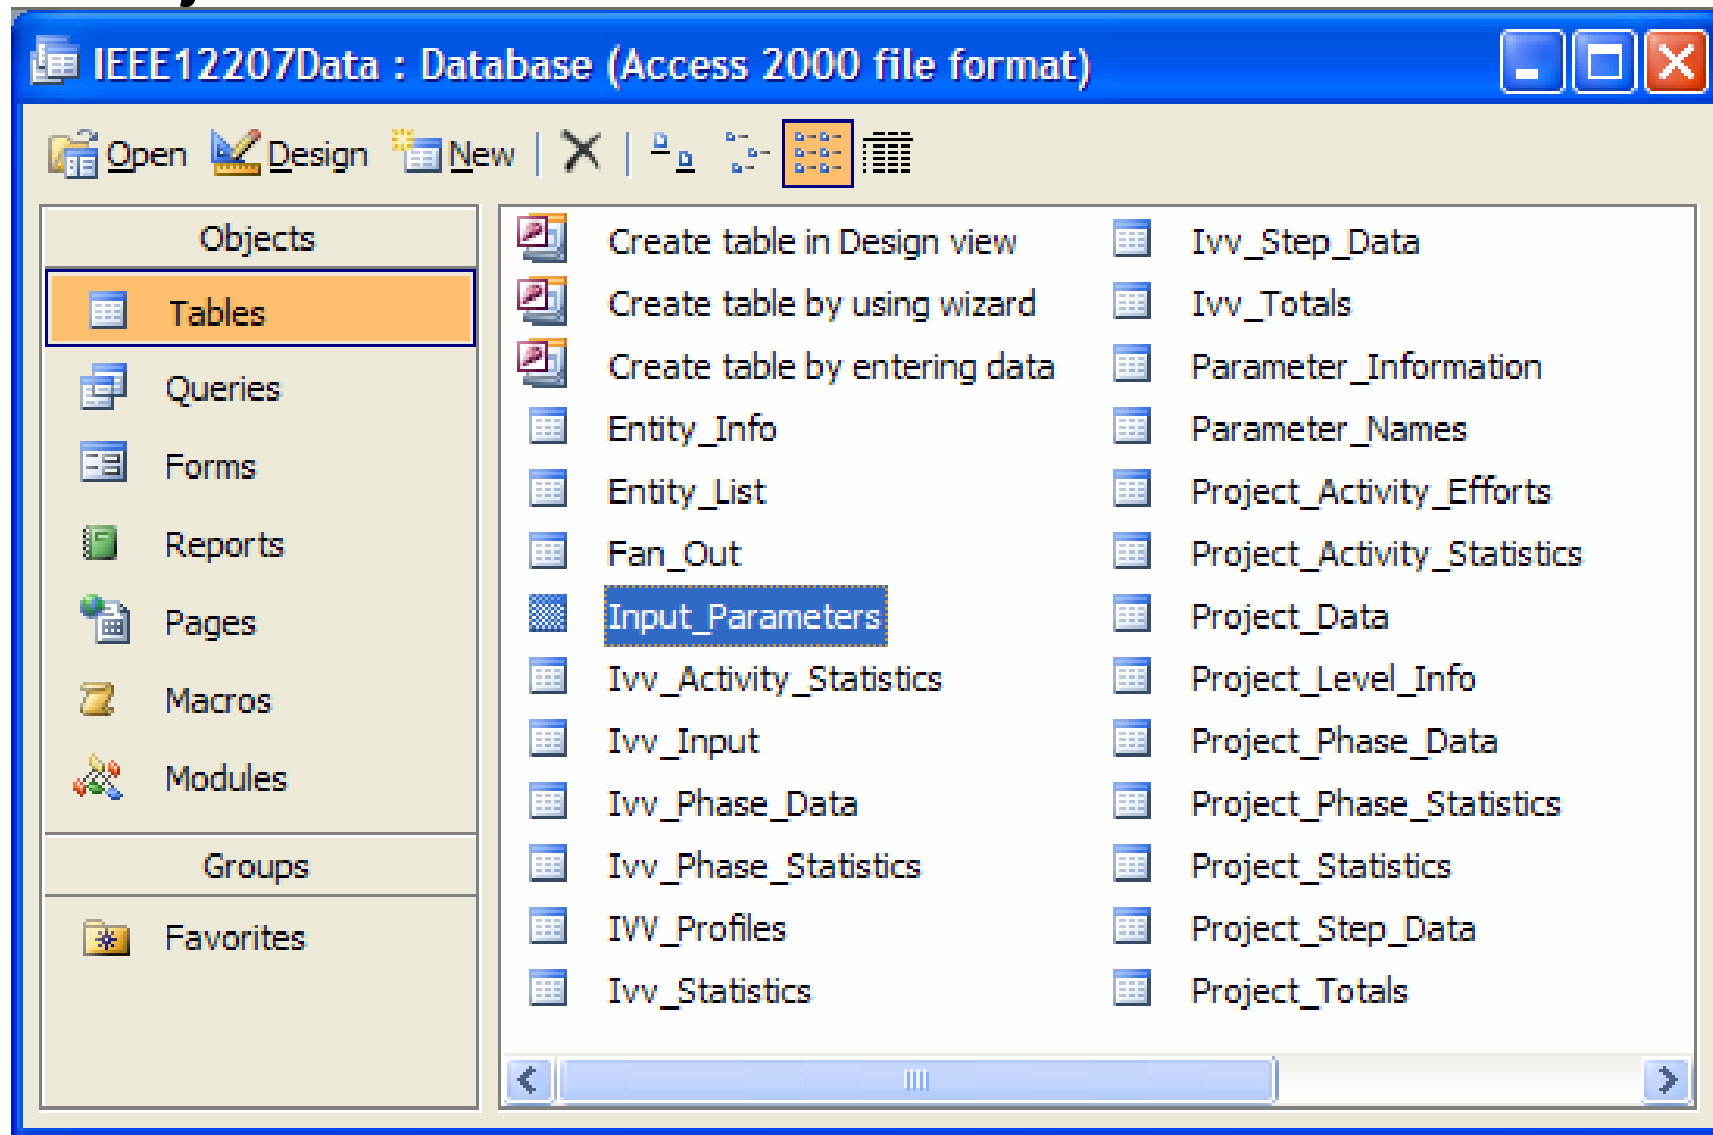 IEEE12207Data : Database (Access 2000 file format)
Open Design New
Objects
Tables
Queries
Forms
Reports
Pages
Macros
Modules
Groups
Favorites
Create table in Design view
Create table by using wizard
Create table by entering data
Entity_Info
Entity_List
Fan_Out
Input_Parameters
Ivv_Activity_Statistics
Ivv_Input
Ivv_Phase_Data
Ivv_Phase_Statistics
IVV_Profiles
Ivv_Statistics
Ivv_Step_Data
Ivv_Totals
Parameter_Information
Parameter_Names
Project_Activity_Efforts
Project_Activity_Statistics
Project_Data
Project_Level_Info
Project_Phase_Data
Project_Phase_Statistics
Project_Statistics
Project_Step_Data
Project_Totals